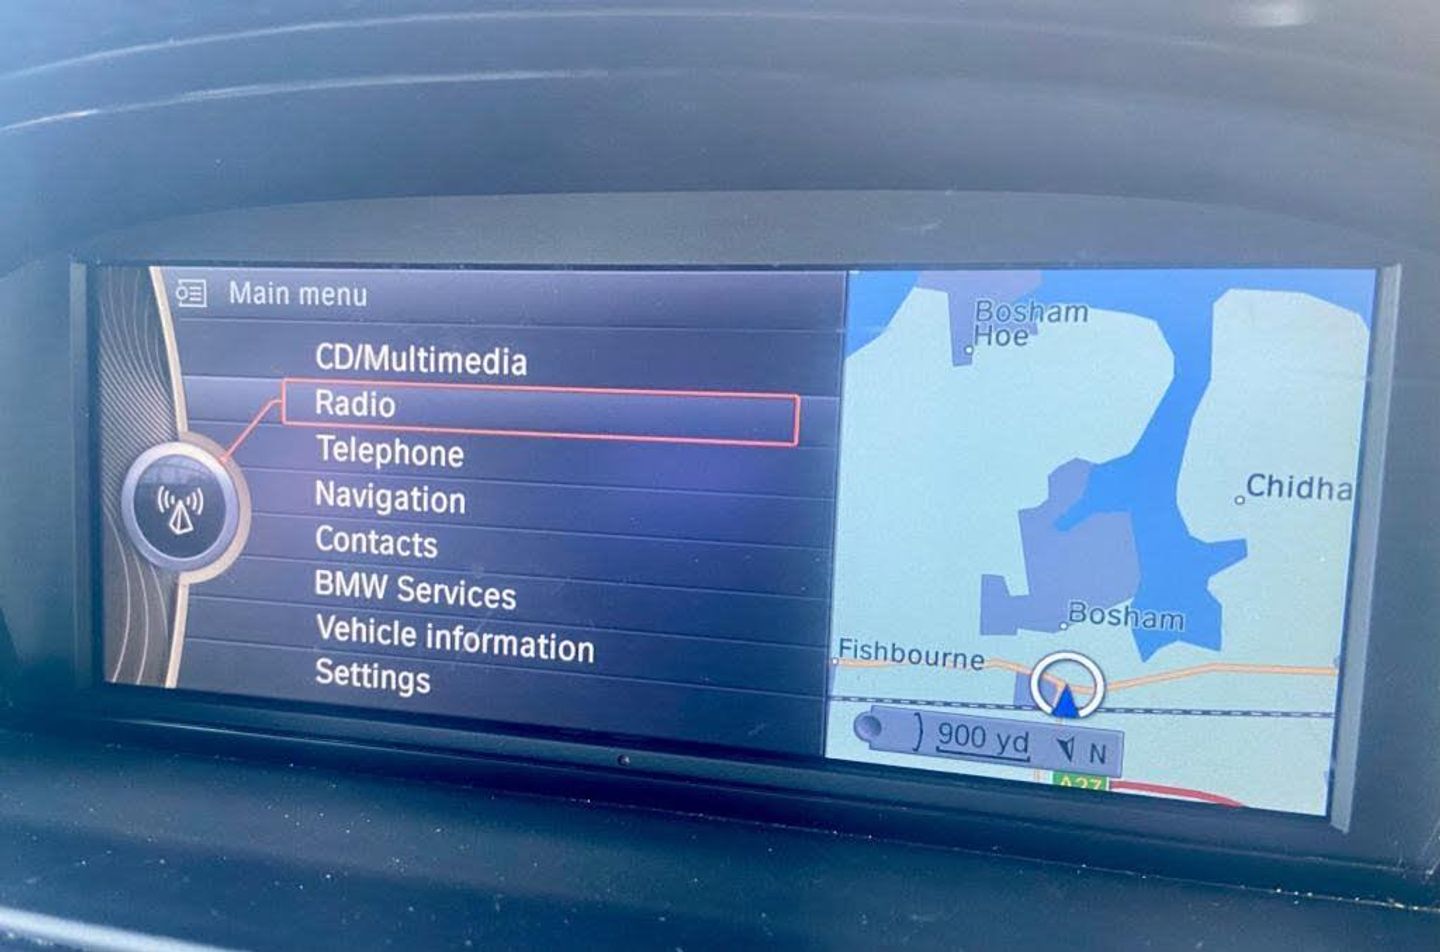 Main menu
CD/Multimedia
Radio
Telephone
Navigation
Contacts
BMW Services
Vehicle information
Settings
Bosham
Hoe
Chidha
Bosham
Fishbourne
900 yd
N
A27